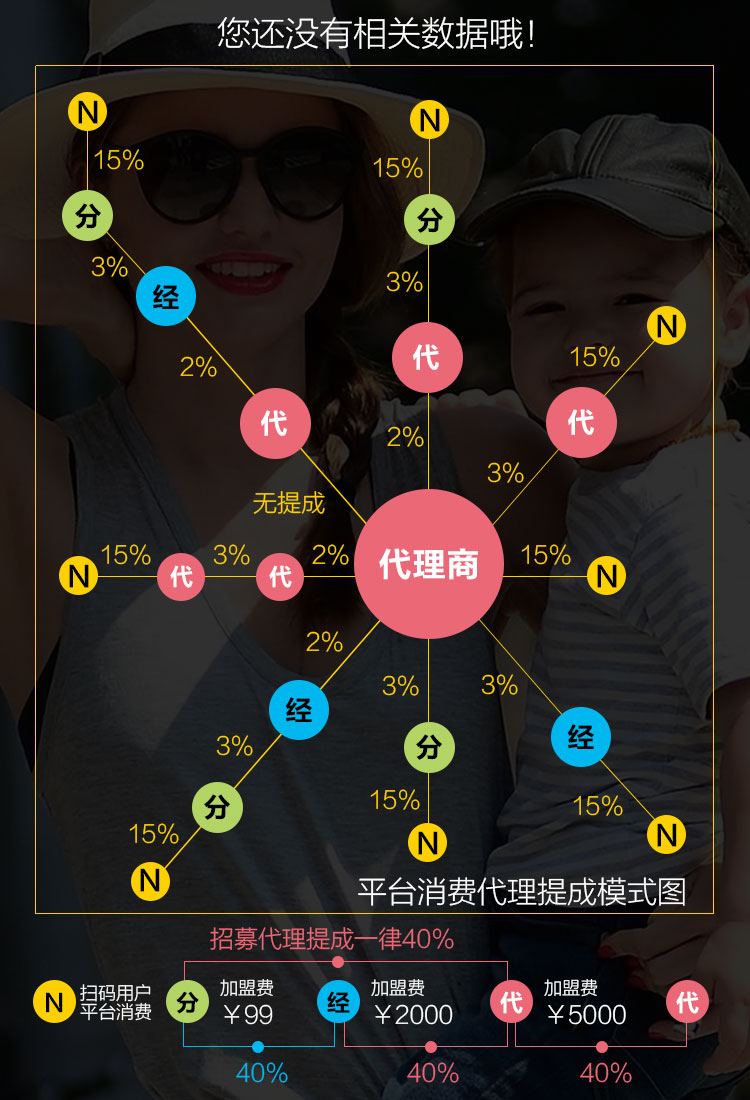 您还没有相关数据哦！
N
N
15%
15%
分
分
3%
3%
经
N
15%
代
2%
代
代
2%
3%
无提成
代理商
N
15%
代
3%
代
2%
15%
N
2%
3%
3%
经
经
3%
分
分
15%
15%
15%
N
N
N
平台消费代理提成模式图
招募代理提成一律40%
N
扫码用户
平台消费
分
加盟费
￥99
经
加盟费
￥2000
代
加盟费
￥5000
代
40%
40%
40%